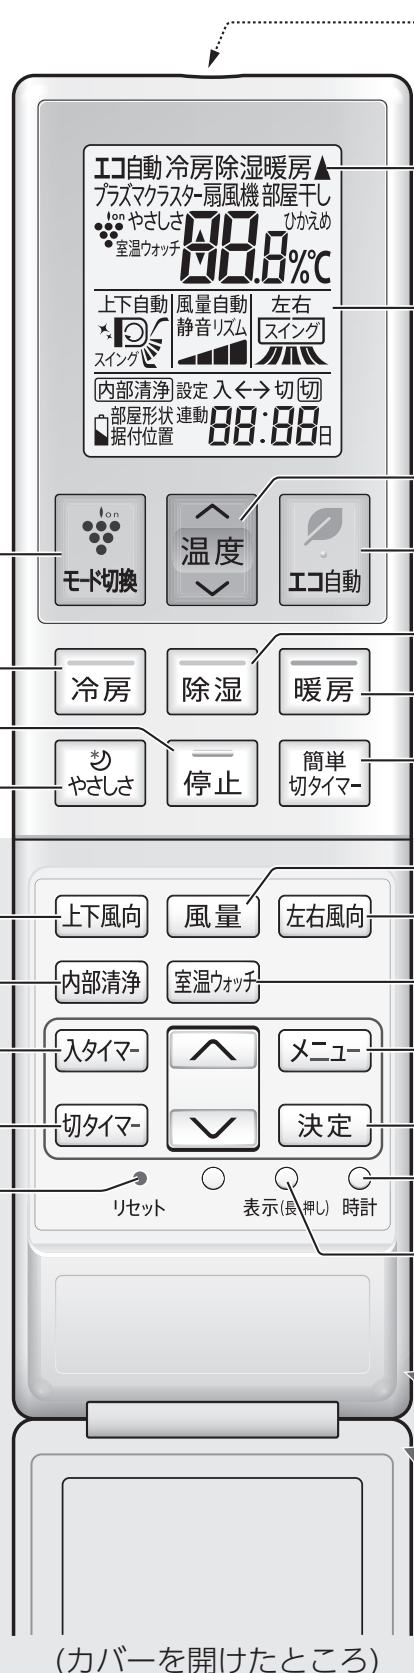 エコ自動冷房除湿暖房▲
プラズマクラスター扇風機部屋干し
ion やさしさ 88.8%℃ ひかえめ
室温ウォッチ
上下自動 風量自動 左右
静音リズム スイング
スイング
内部清浄 設定 入←→切 切
部屋形状 連動 88:88日
据付位置
ion
モード切換 温度 エコ自動
冷房 除湿 暖房
やさしさ 停止 簡単
切タイマー
上下風向 風量 左右風向
内部清浄 室温ウォッチ
入タイマー メニュー
切タイマー 決定
リセット 表示(長押し) 時計
(カバーを開けたところ)